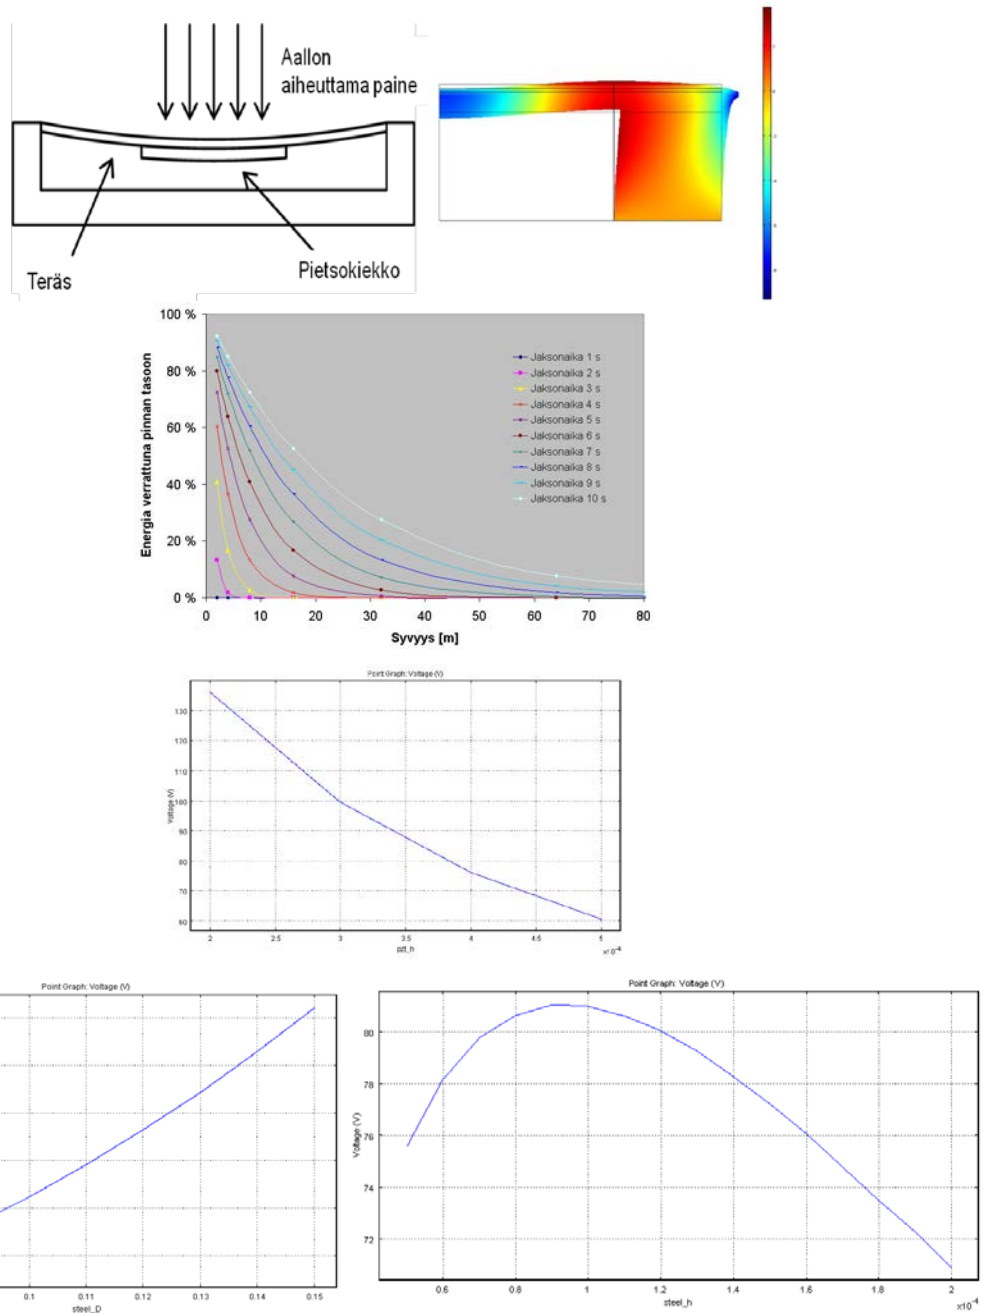 Aallon
aiheuttama paine
Teräs
Pietsokiekko
100 %
80 %
60 %
40 %
20 %
0 %
Energia verrattuna pinnan tasoon
Jaksonaika 1 s
Jaksonaika 2 s
Jaksonaika 3 s
Jaksonaika 4 s
Jaksonaika 5 s
Jaksonaika 6 s
Jaksonaika 7 s
Jaksonaika 8 s
Jaksonaika 9 s
Jaksonaika 10 s
0 10 20 30 40 50 60 70 80
Syvyys [m]
Point Graph: Voltage (V)
130
120
110
100
90
80
70
60
Voltage (V)
2 2.5 3 3.5 4 4.5 5
x10⁻⁴
Point Graph: Voltage (V)
0.1 0.11 0.12 0.13 0.14 0.15
steel_D
Point Graph: Voltage (V)
80
78
76
74
72
Voltage (V)
0.6 0.8 1 1.2 1.4 1.6 1.8 2
steel_h
x10⁻⁴